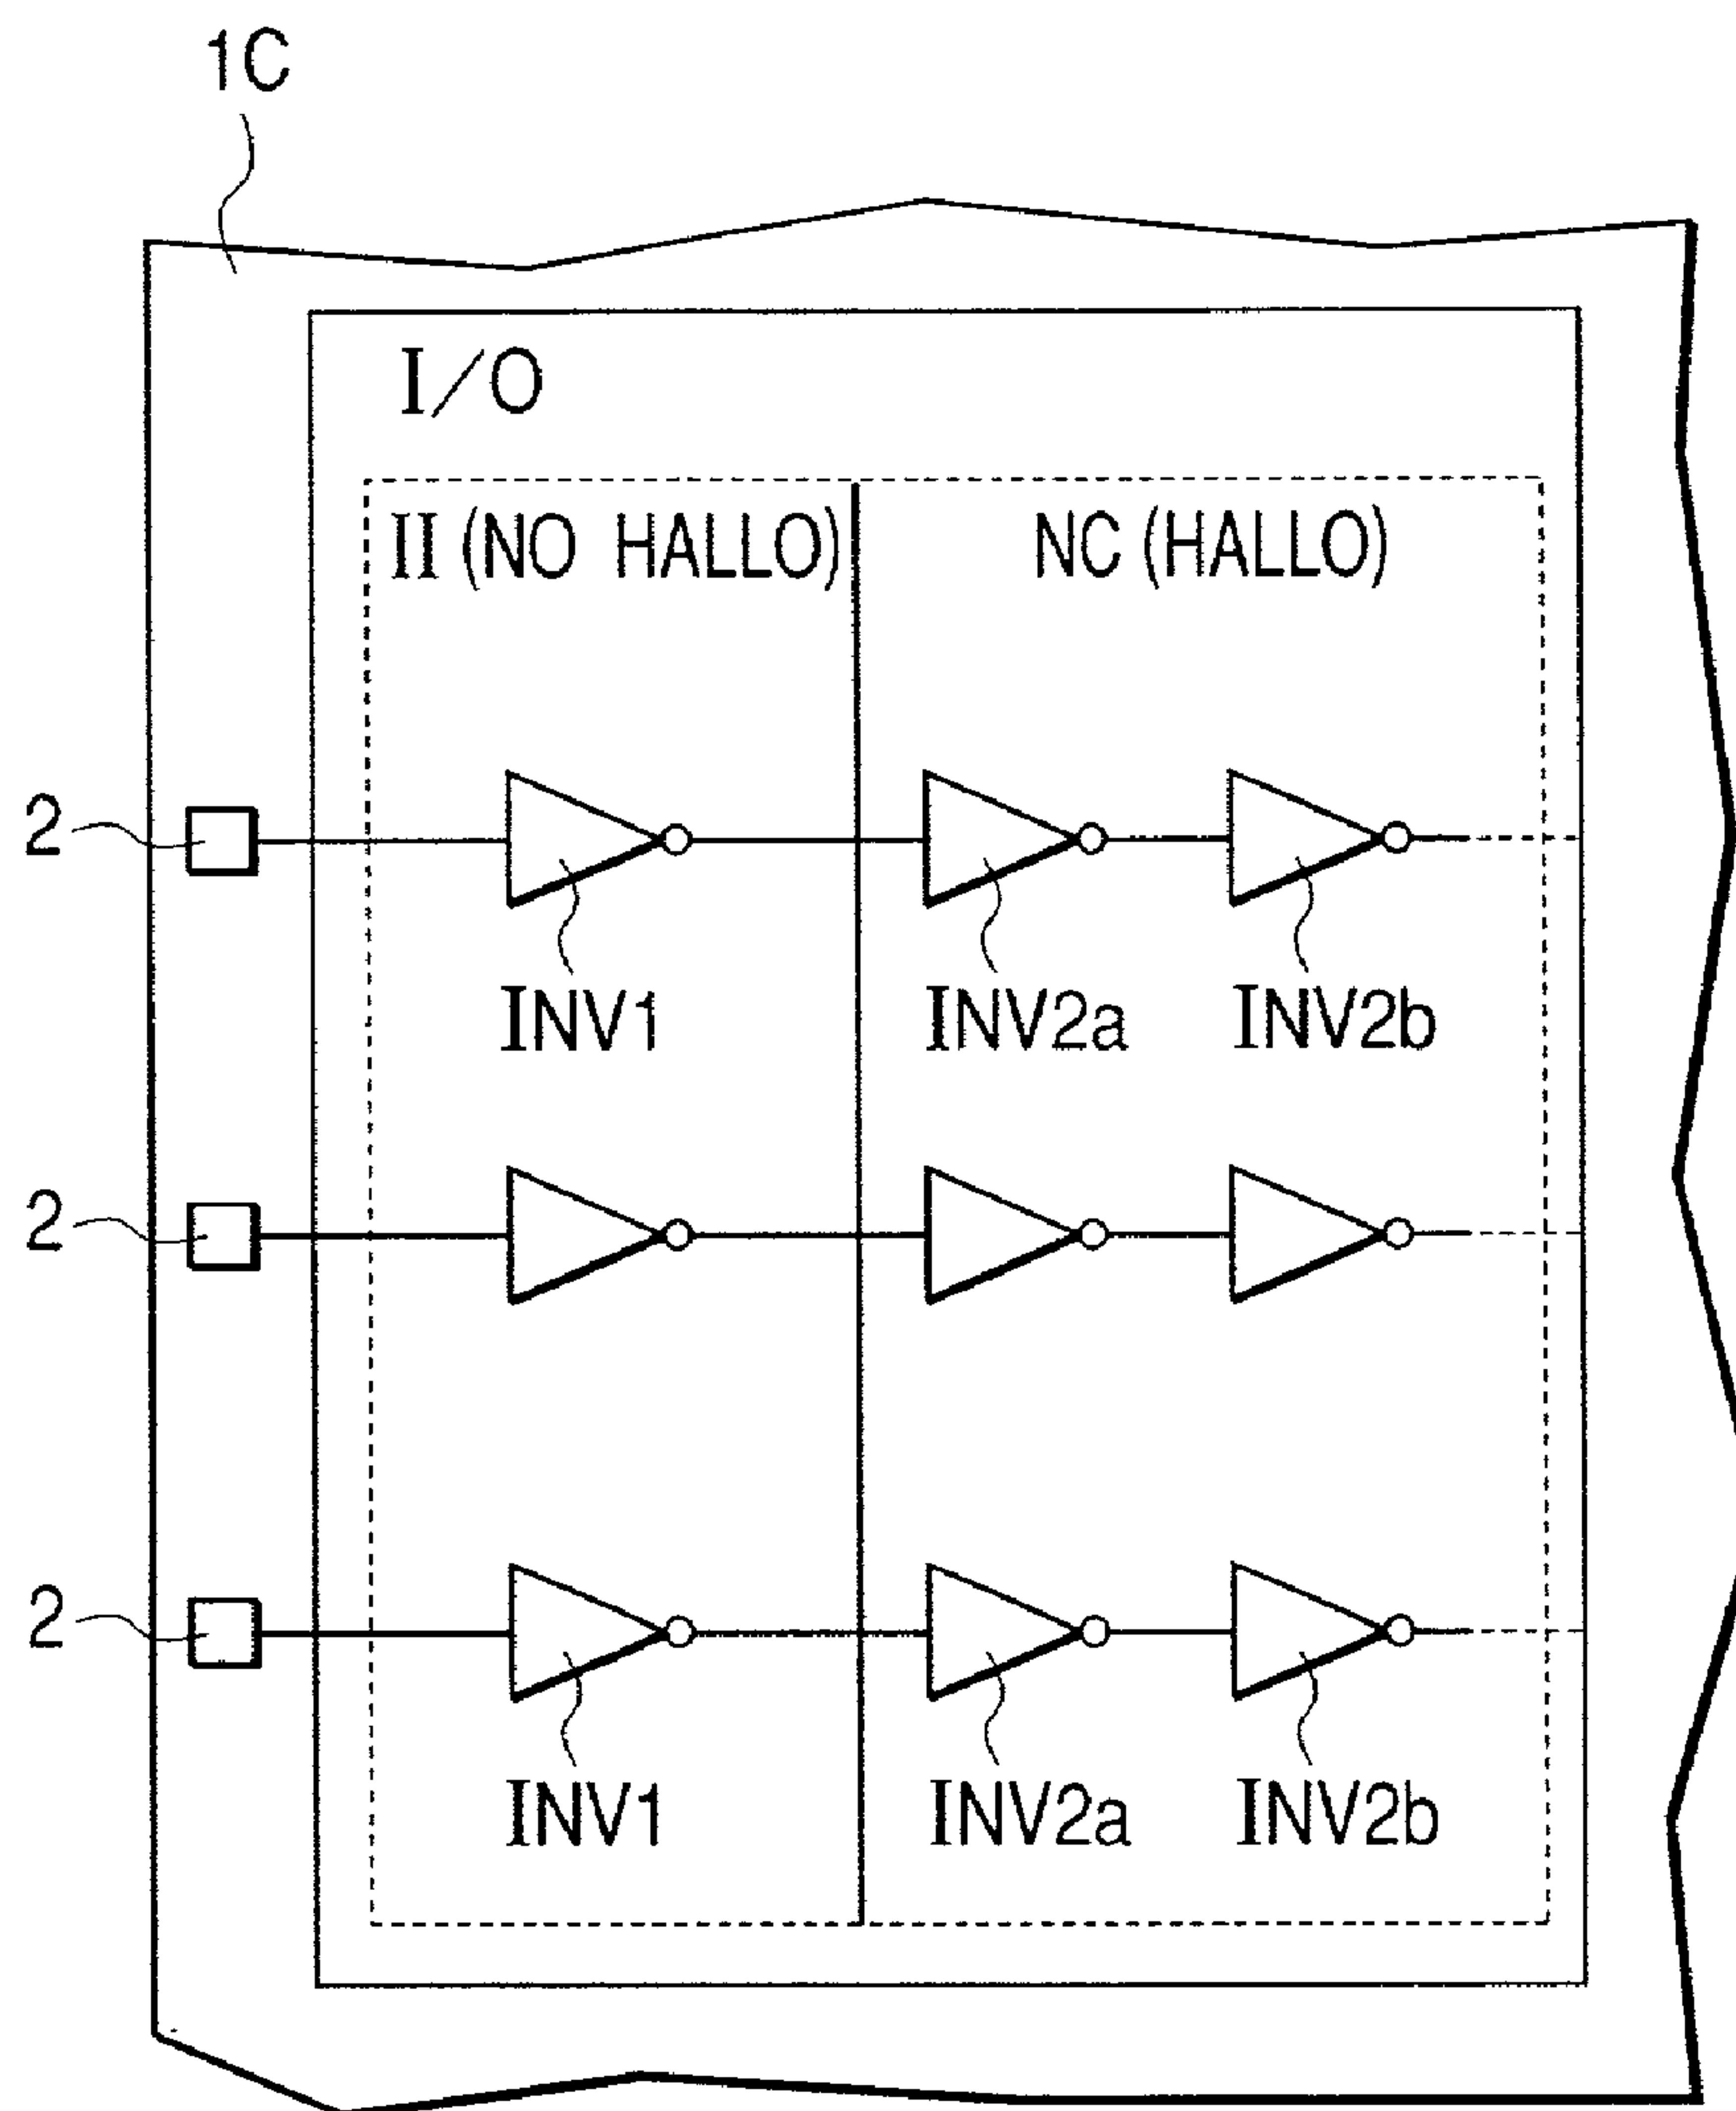 1C
I/O
II (NO HALLO) NC (HALLO)
2
INV1 INV2a INV2b
2
2
INV1 INV2a INV2b